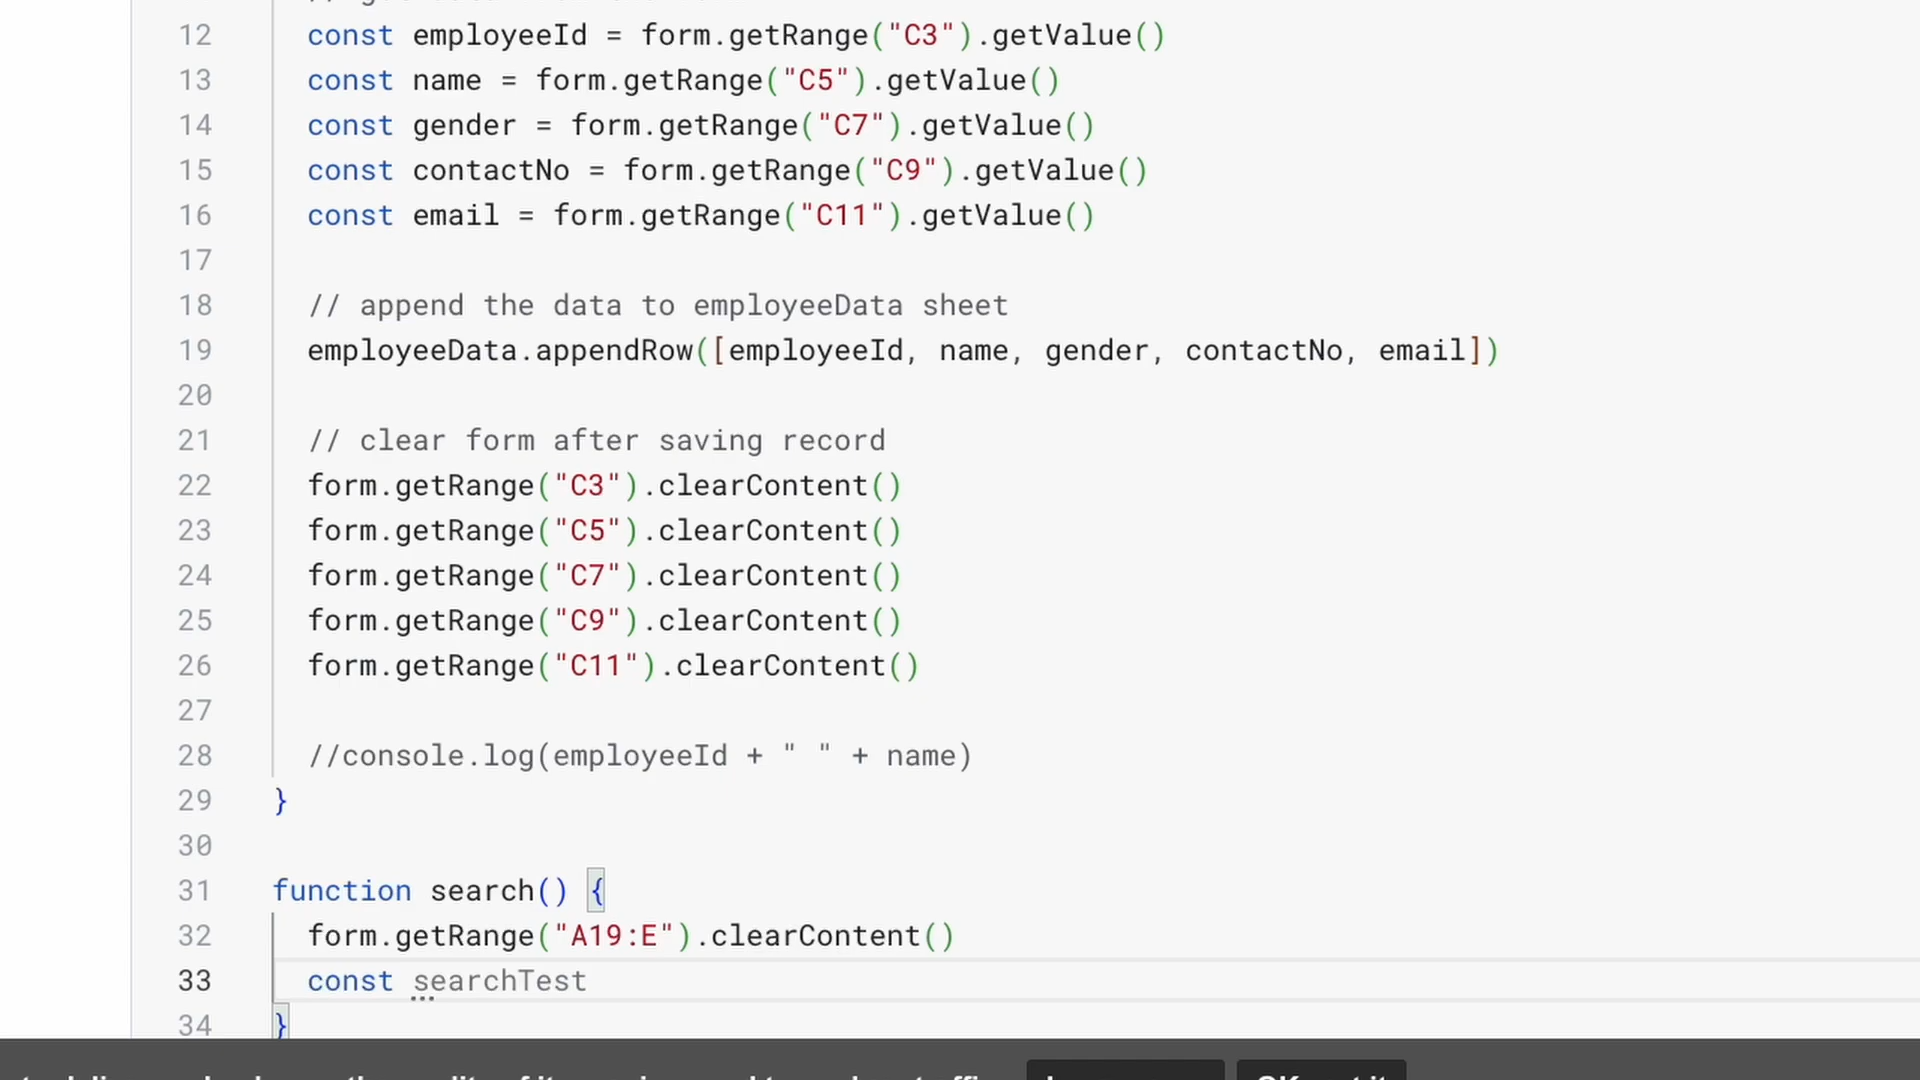 12 const employeeId = form.getRange("C3").getValue()
13 const name = form.getRange("C5").getValue()
14 const gender = form.getRange("C7").getValue()
15 const contactNo = form.getRange("C9").getValue()
16 const email = form.getRange("C11").getValue()
17
18 // append the data to employeeData sheet
19 employeeData.appendRow([employeeId, name, gender, contactNo, email])
20
21 // clear form after saving record
22 form.getRange("C3").clearContent()
23 form.getRange("C5").clearContent()
24 form.getRange("C7").clearContent()
25 form.getRange("C9").clearContent()
26 form.getRange("C11").clearContent()
27
28 //console.log(employeeId + " " + name)
29 }
30
31 function search() {
32 form.getRange("A19:E").clearContent()
33 const searchTest
34 }